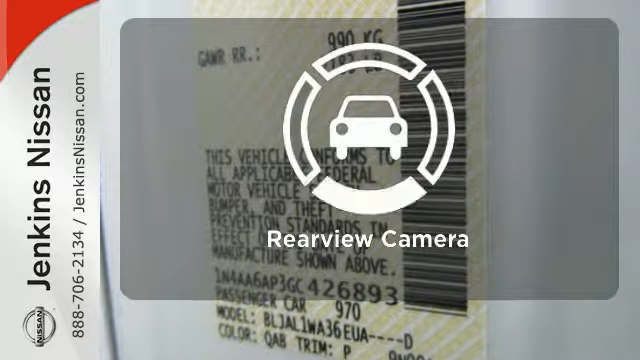 Jenkins Nissan
888-706-2134 / JenkinsNissan.com
NISSAN
990 KG
GAWR RR.:
Rearview Camera
THIS VEHICLE CONFORMS TO
ALL APPLICABLE FEDERAL
MOTOR VEHICLE
BUMPER, AND THEFT
PREVENTION STANDARDS IN
EFFECT
MANUFACTURE SHOWN ABOVE.
1N4AA6AP3GC426893
PASSENGER CAR 970
MODEL: BLJAL1WA36EUA----D
COLOR: QAB TRIM: P